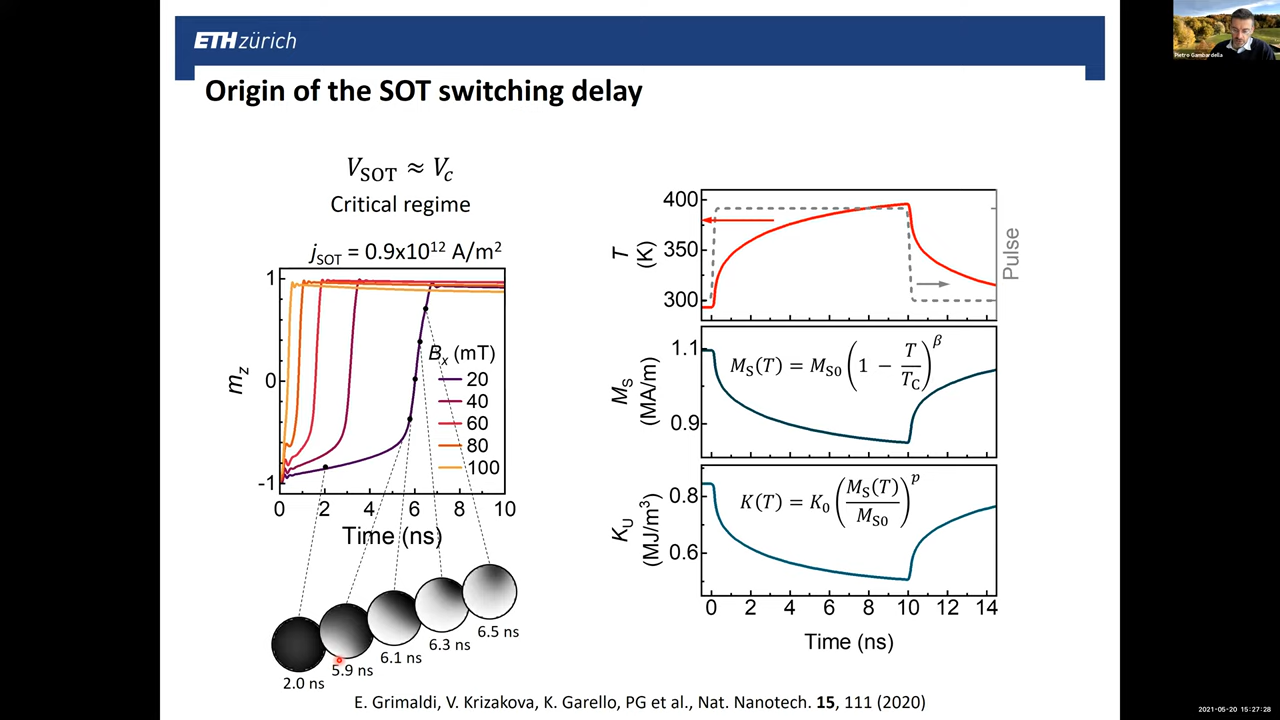 ETH zürich
Origin of the SOT switching delay
V_SOT ≈ V_c
Critical regime
j_SOT = 0.9x10¹² A/m²
1
0
-1
m_z
B_x (mT)
20
40
60
80
100
0 2 4 6 8 10
Time (ns)
2.0 ns
5.9 ns
6.1 ns
6.3 ns
6.5 ns
400
350
300
T
(K)
Pulse
1.1
0.9
M_S
(MA/m)
M_S(T) = M_S0 (1 − T/T_C)^β
0.8
0.6
K_U
(MJ/m³)
K(T) = K_0 (M_S(T)/M_S0)^p
0 2 4 6 8 10 12 14
Time (ns)
E. Grimaldi, V. Krizakova, K. Garello, PG et al., Nat. Nanotech. 15, 111 (2020)
Pietro Gambardella
2021-05-20 15:27:28